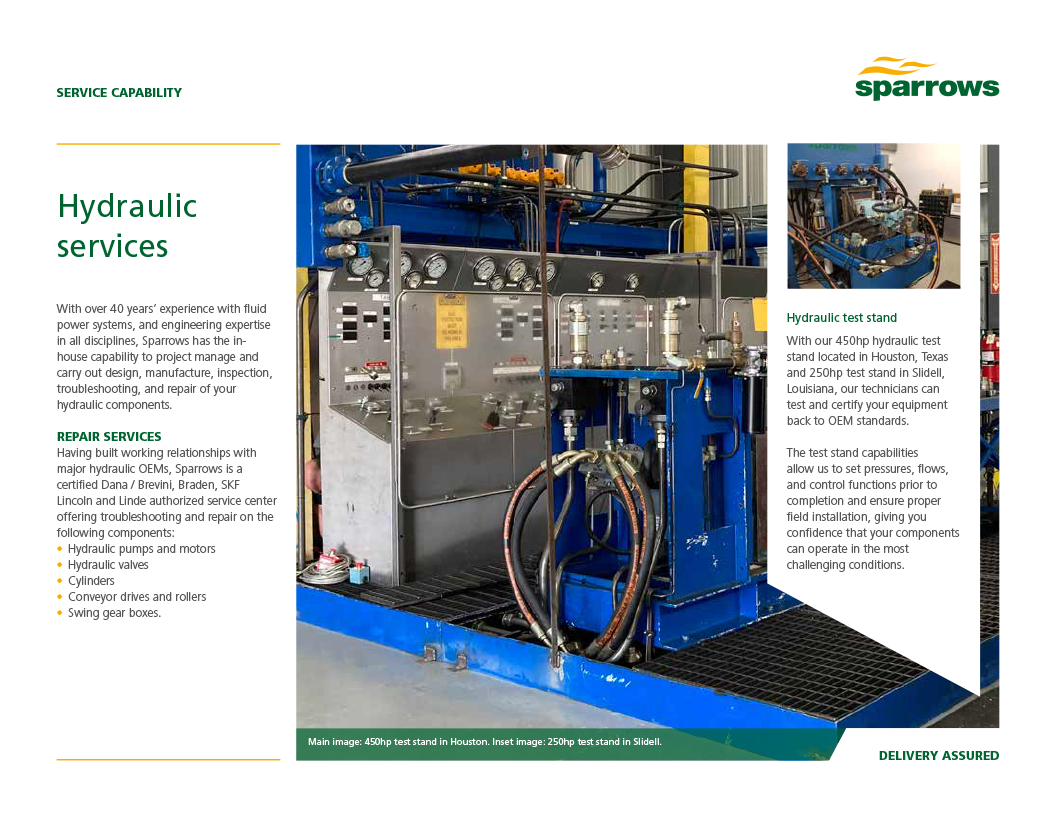 SERVICE CAPABILITY
sparrows
Hydraulic
services
With over 40 years’ experience with fluid
power systems, and engineering expertise
in all disciplines, Sparrows has the in-
house capability to project manage and
carry out design, manufacture, inspection,
troubleshooting, and repair of your
hydraulic components.
REPAIR SERVICES
Having built working relationships with
major hydraulic OEMs, Sparrows is a
certified Dana / Brevini, Braden, SKF
Lincoln and Linde authorized service center
offering troubleshooting and repair on the
following components:
• Hydraulic pumps and motors
• Hydraulic valves
• Cylinders
• Conveyor drives and rollers
• Swing gear boxes.
Hydraulic test stand
With our 450hp hydraulic test
stand located in Houston, Texas
and 250hp test stand in Slidell,
Louisiana, our technicians can
test and certify your equipment
back to OEM standards.
The test stand capabilities
allow us to set pressures, flows,
and control functions prior to
completion and ensure proper
field installation, giving you
confidence that your components
can operate in the most
challenging conditions.
Main image: 450hp test stand in Houston. Inset image: 250hp test stand in Slidell.
DELIVERY ASSURED